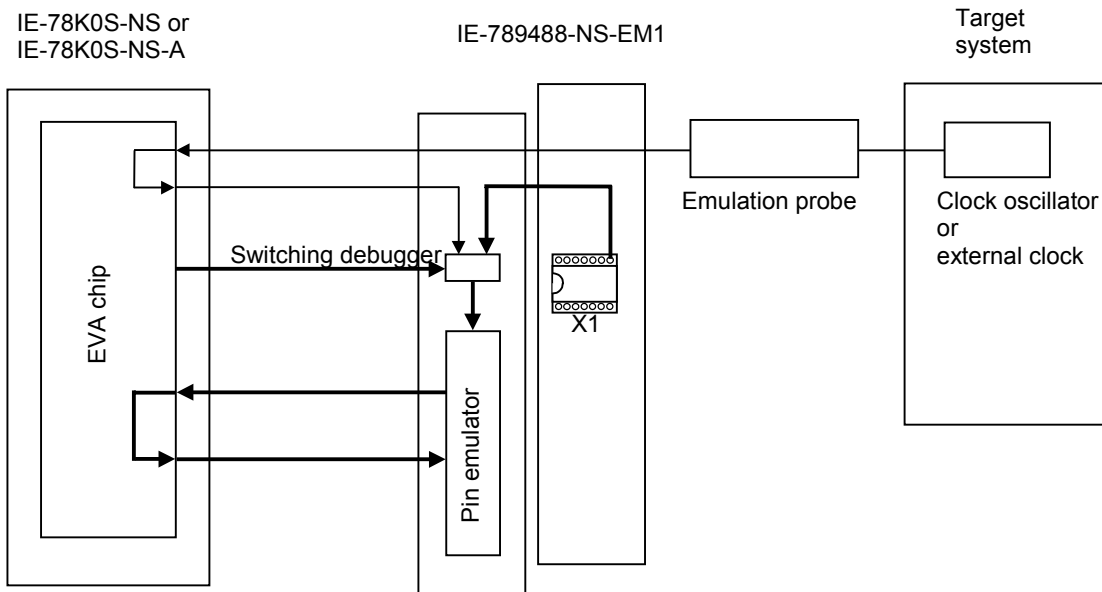 IE-78K0S-NS or
IE-78K0S-NS-A
IE-789488-NS-EM1
Target
system
Emulation probe
Clock oscillator
or
external clock
Switching debugger
X1
EVA chip
Pin emulator